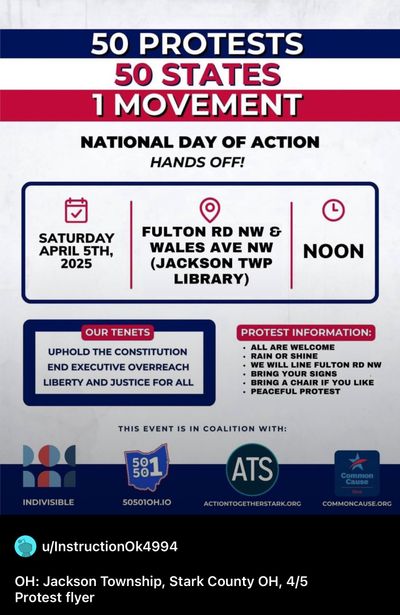 50 PROTESTS
50 STATES
1 MOVEMENT
NATIONAL DAY OF ACTION
HANDS OFF!
SATURDAY
APRIL 5TH,
2025
FULTON RD NW &
WALES AVE NW
(JACKSON TWP
LIBRARY)
NOON
OUR TENETS
UPHOLD THE CONSTITUTION
END EXECUTIVE OVERREACH
LIBERTY AND JUSTICE FOR ALL
PROTEST INFORMATION:
• ALL ARE WELCOME
• RAIN OR SHINE
• WE WILL LINE FULTON RD NW
• BRING YOUR SIGNS
• BRING A CHAIR IF YOU LIKE
• PEACEFUL PROTEST
THIS EVENT IS IN COALITION WITH:
50
50 1
ATS
Common
Cause
INDIVISIBLE
50501OH.IO
ACTIONTOGETHERSTARK.ORG
COMMONCAUSE.ORG
u/InstructionOk4994
OH: Jackson Township, Stark County OH, 4/5
Protest flyer